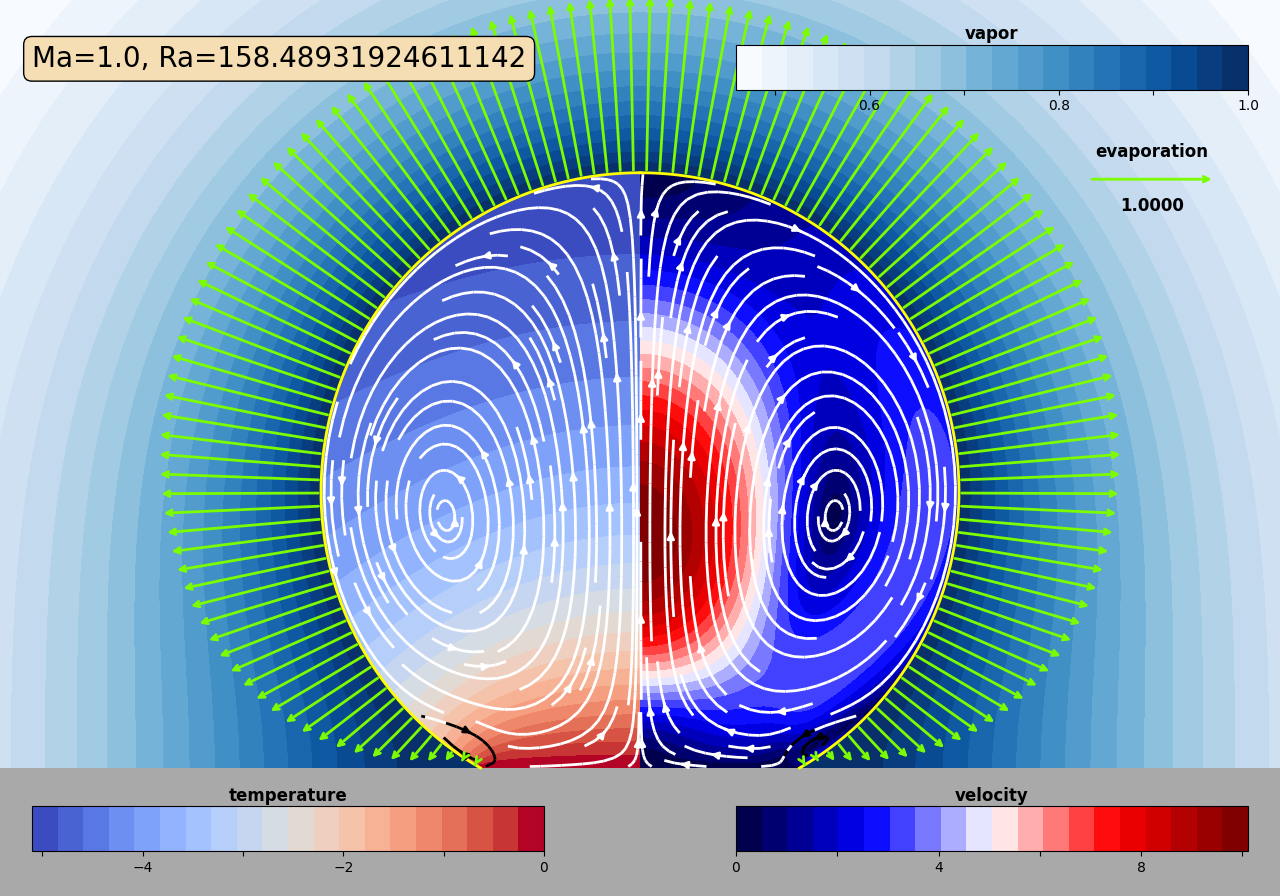 Ma=1.0, Ra=158.48931924611142
vapor
0.6 0.8 1.0
evaporation
1.0000
temperature
−4 −2 0
velocity
0 4 8